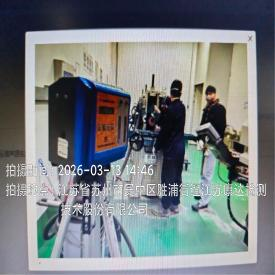 拍摄时间：2026-03-13 14:46
拍摄地点：江苏省苏州市吴中区胜浦街道江苏晟达检测
技术股份有限公司